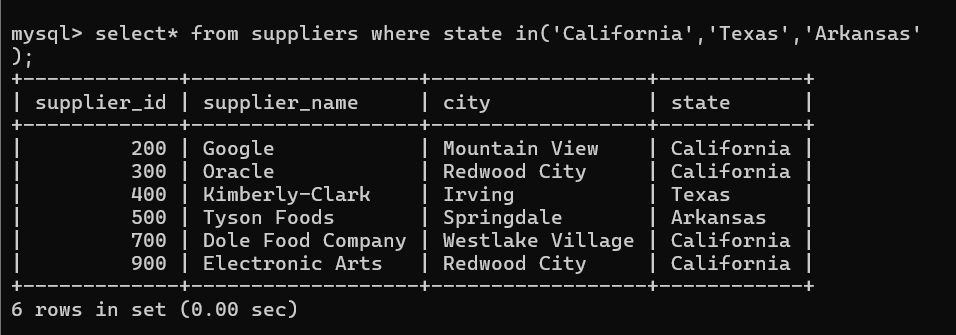 mysql> select* from suppliers where state in('California','Texas','Arkansas'
);
+-------------+-------------------+------------------+------------+
| supplier_id | supplier_name     | city             | state      |
+-------------+-------------------+------------------+------------+
|         200 | Google            | Mountain View    | California |
|         300 | Oracle            | Redwood City     | California |
|         400 | Kimberly-Clark    | Irving           | Texas      |
|         500 | Tyson Foods       | Springdale       | Arkansas   |
|         700 | Dole Food Company | Westlake Village | California |
|         900 | Electronic Arts   | Redwood City     | California |
+-------------+-------------------+------------------+------------+
6 rows in set (0.00 sec)